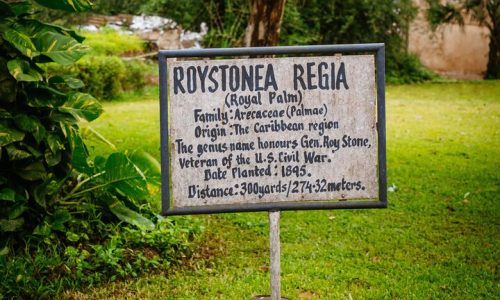 ROYSTONEA REGIA
(Royal Palm)
Family: Arecaceae (Palmae)
Origin: The Caribbean region
The genus name honours Gen. Roy Stone,
Veteran of the U.S. Civil War.
Date Planted: 1895.
Distance: 300yards/274·32meters.